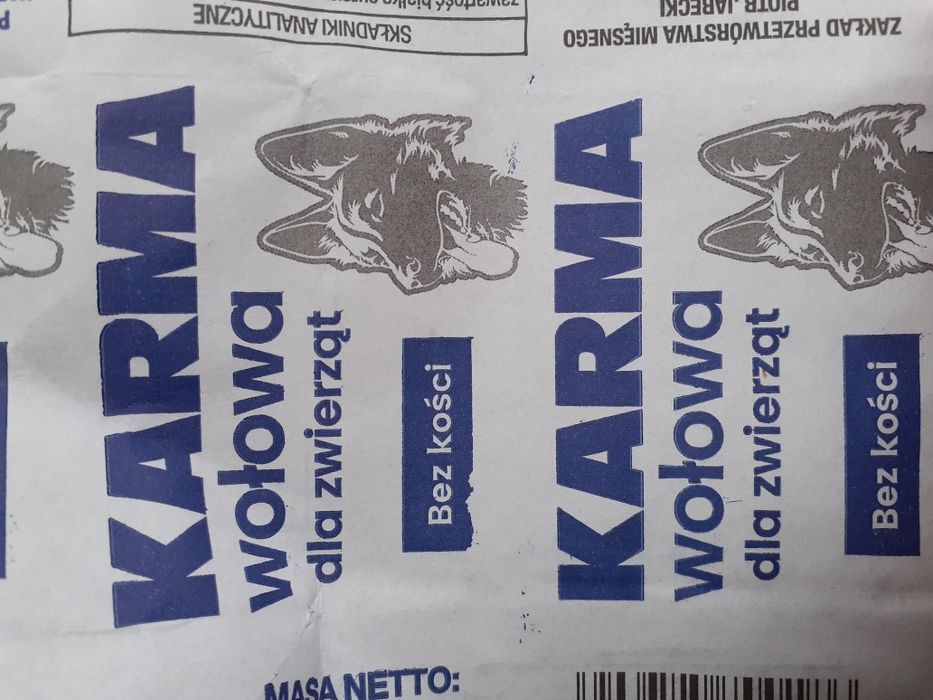 SKŁADNIKI ANALITYCZNE
ZAKŁAD PRZETWÓRSTWA MIĘSNEGO
PIOTR JARECKI
KARMA
wołowa
dla zwierząt
Bez kości
KARMA
wołowa
dla zwierząt
Bez kości
MASA NETTO: